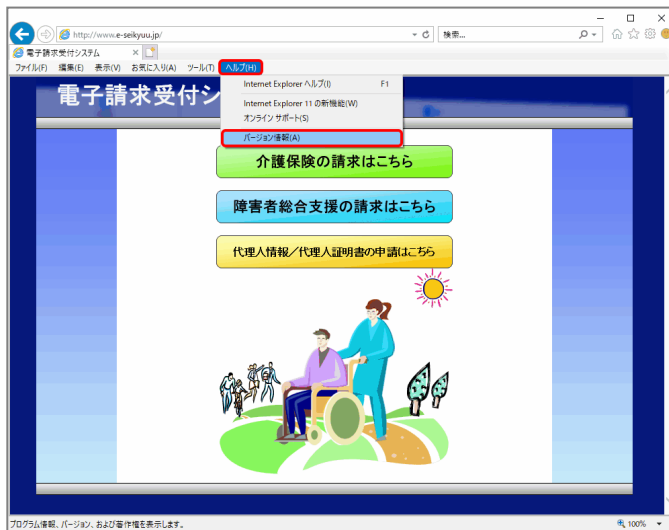 http://www.e-seikyuu.jp/
検索...
電子請求受付システム
ファイル(F) 編集(E) 表示(V) お気に入り(A) ツール(T) ヘルプ(H)
Internet Explorer ヘルプ(I) F1
Internet Explorer 11 の新機能(W)
オンライン サポート(S)
バージョン情報(A)
電子請求受付シ
介護保険の請求はこちら
障害者総合支援の請求はこちら
代理人情報/代理人証明書の申請はこちら
プログラム情報、バージョン、および著作権を表示します。
100%